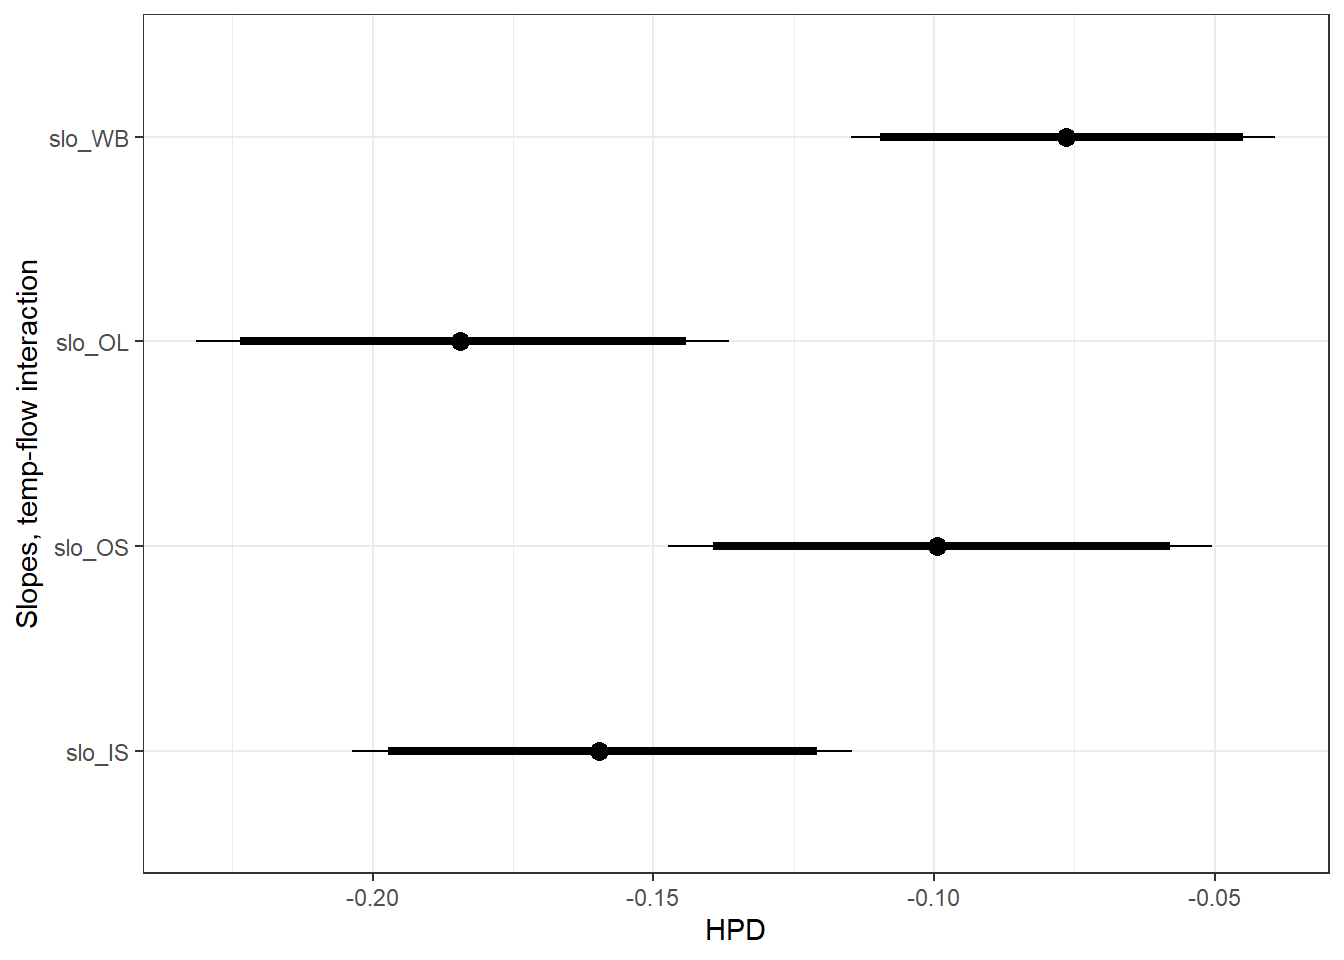 slo_WB
slo_OL
slo_OS
slo_IS
Slopes, temp-flow interaction
-0.20
-0.15
-0.10
-0.05
HPD